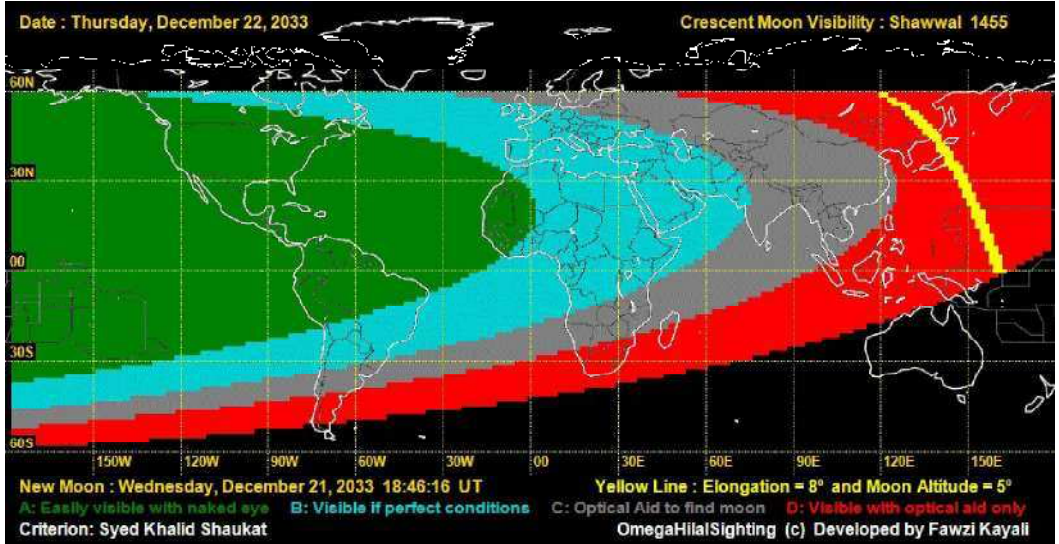 Date : Thursday, December 22, 2033
Crescent Moon Visibility : Shawwal 1455
60N
30N
00
30S
60S
150W 120W 90W 60W 30W 00 30E 60E 90E 120E 150E
New Moon : Wednesday, December 21, 2033 18:46:16 UT
Yellow Line : Elongation = 8º and Moon Altitude = 5º
A: Easily visible with naked eye B: Visible if perfect conditions C: Optical Aid to find moon D: Visible with optical aid only
Criterion: Syed Khalid Shaukat
OmegaHilalSighting (c) Developed by Fawzi Kayali